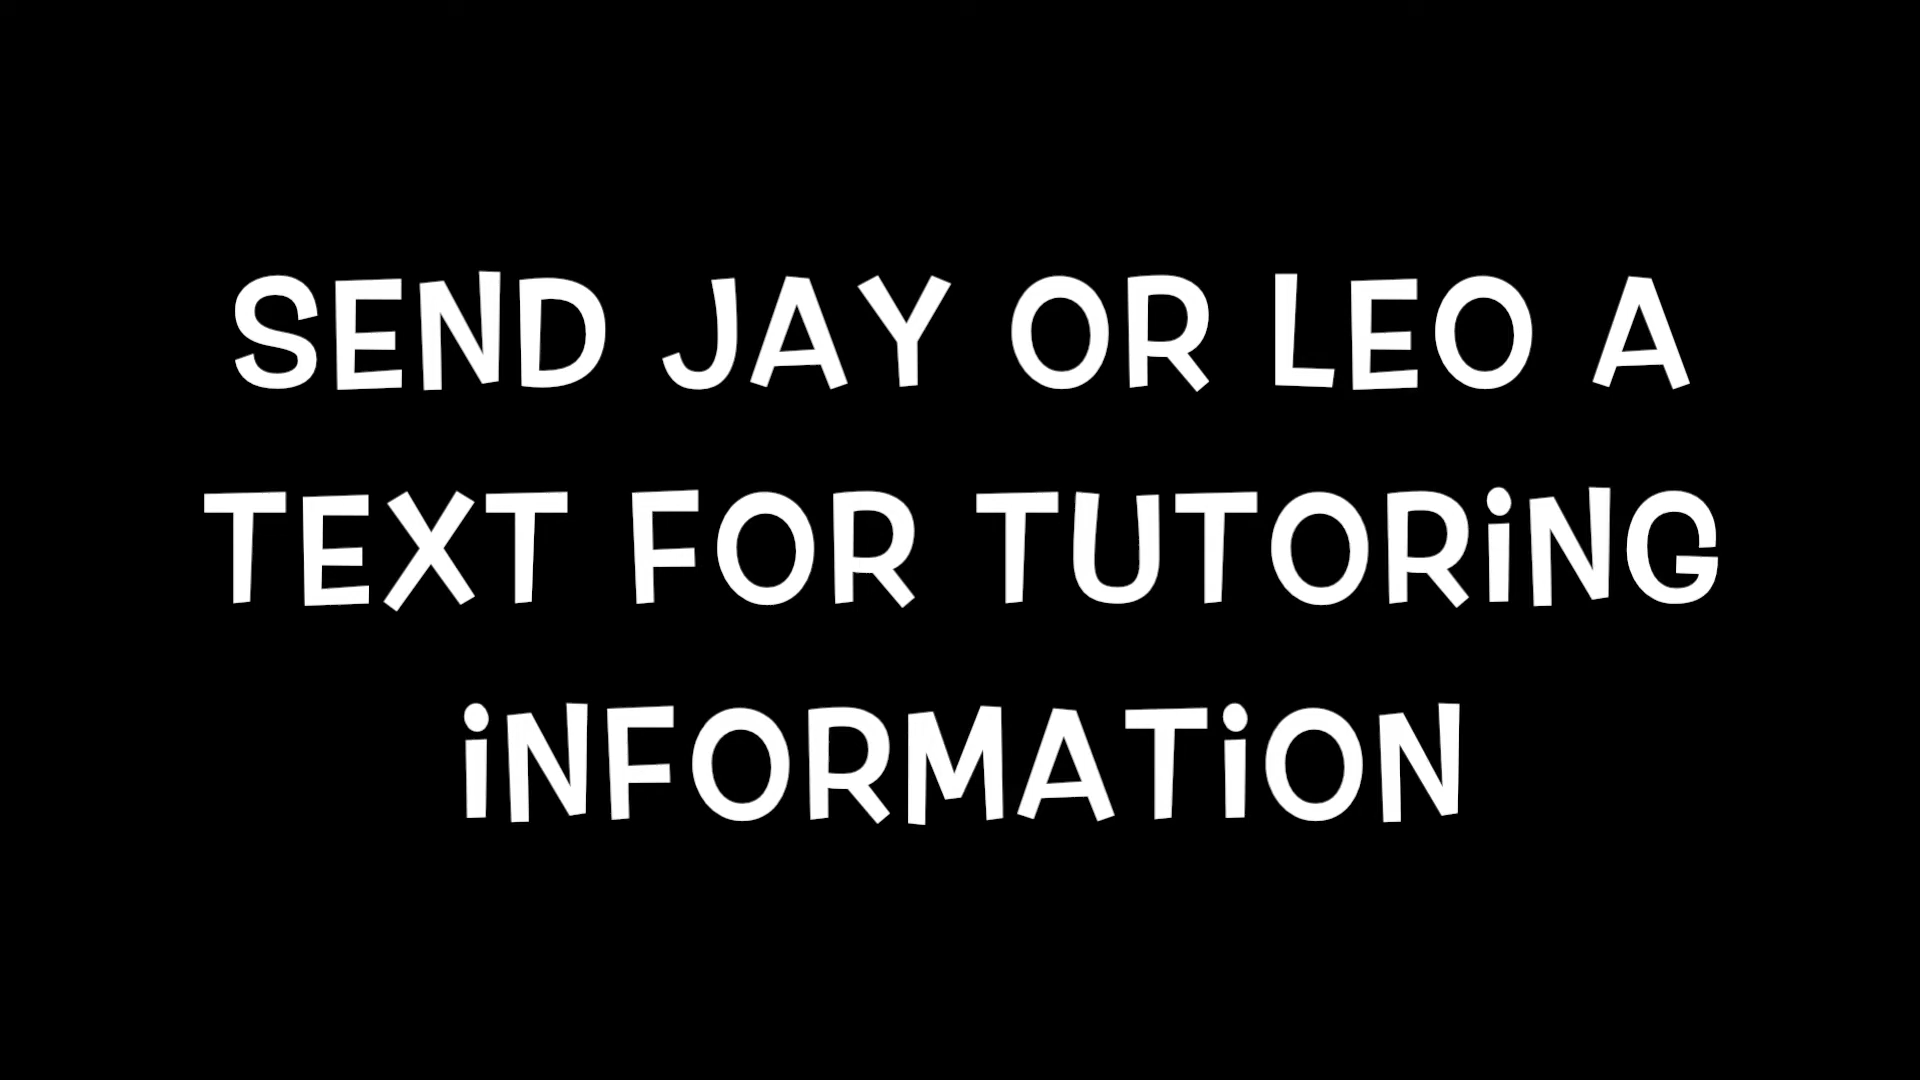 SEND JAY OR LEO A
TEXT FOR TUTORiNG
iNFORMATiON